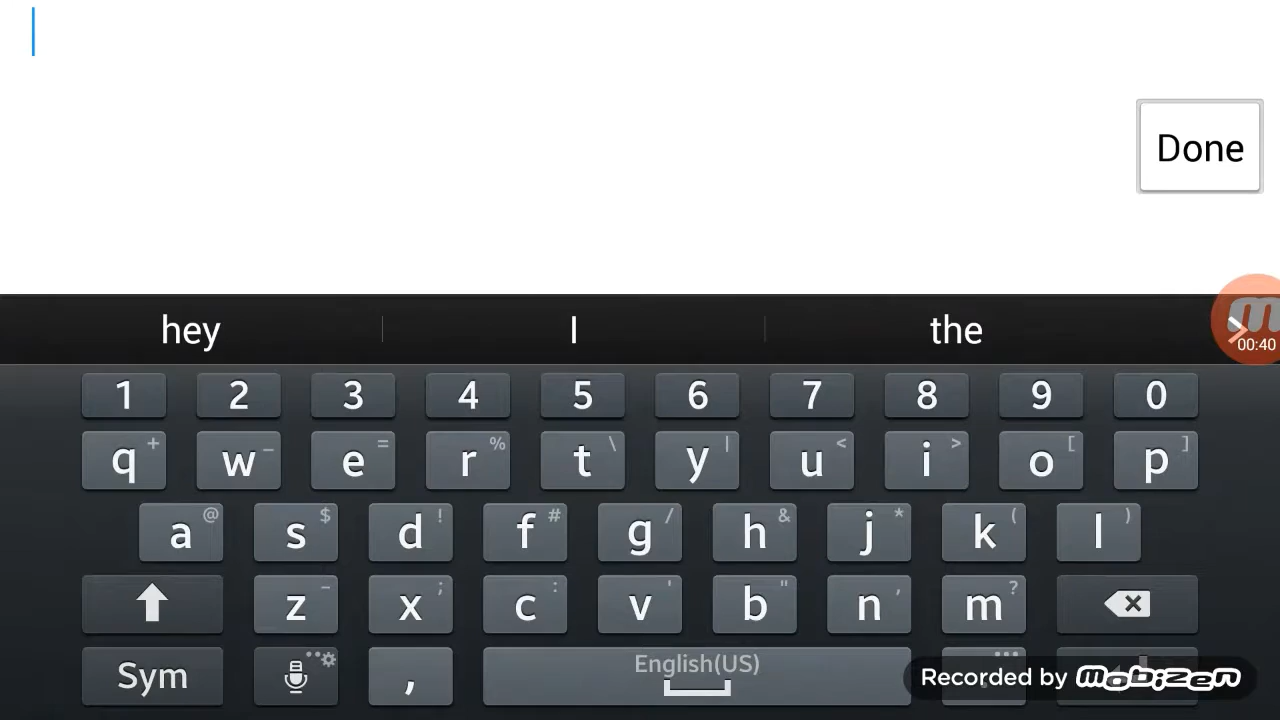 Done
hey I the
00:40
1 2 3 4 5 6 7 8 9 0
q + w – e = r % t \ y | u < i > o [ p ]
a @ s $ d ! f # g / h & j * k ( l )
z – x ; c : v ' b " n , m ?
Sym , English(US)
Recorded by mobizen